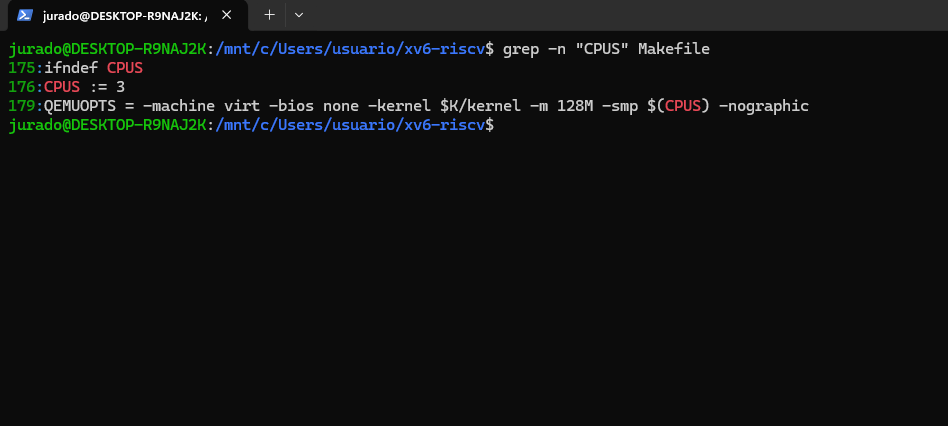 jurado@DESKTOP-R9NAJ2K: /
jurado@DESKTOP-R9NAJ2K:/mnt/c/Users/usuario/xv6-riscv$ grep -n "CPUS" Makefile
175:ifndef CPUS
176:CPUS := 3
179:QEMUOPTS = -machine virt -bios none -kernel $K/kernel -m 128M -smp $(CPUS) -nographic
jurado@DESKTOP-R9NAJ2K:/mnt/c/Users/usuario/xv6-riscv$